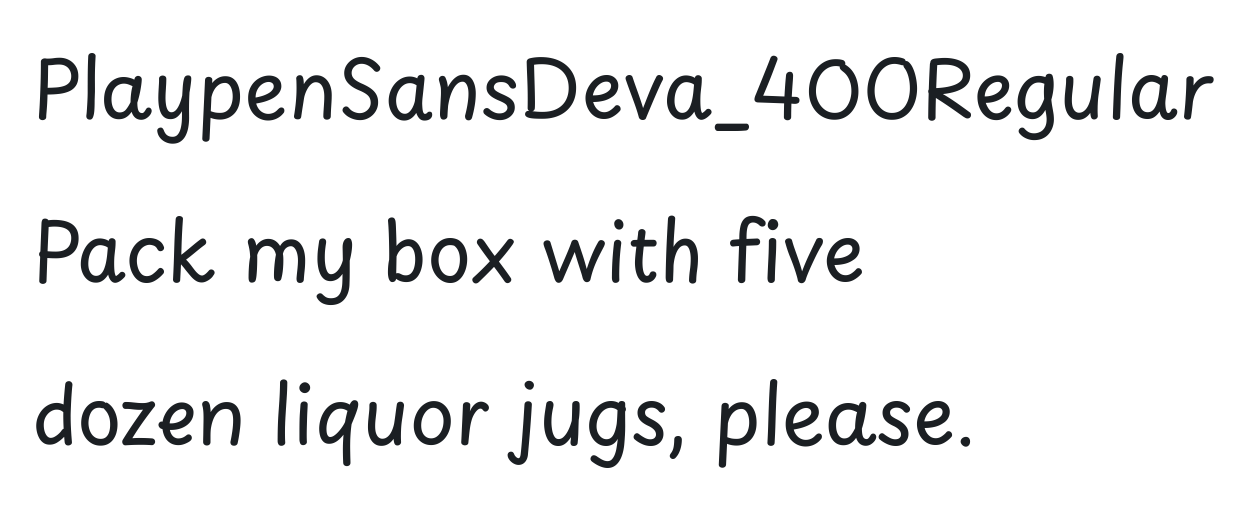 PlaypenSansDeva_400Regular
Pack my box with five
dozen liquor jugs, please.